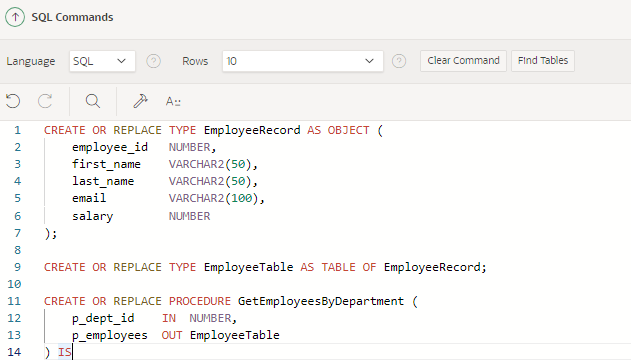 SQL Commands
Language SQL Rows 10 Clear Command Find Tables
A::
1 CREATE OR REPLACE TYPE EmployeeRecord AS OBJECT (
2 employee_id NUMBER,
3 first_name VARCHAR2(50),
4 last_name VARCHAR2(50),
5 email VARCHAR2(100),
6 salary NUMBER
7 );
8
9 CREATE OR REPLACE TYPE EmployeeTable AS TABLE OF EmployeeRecord;
10
11 CREATE OR REPLACE PROCEDURE GetEmployeesByDepartment (
12 p_dept_id IN NUMBER,
13 p_employees OUT EmployeeTable
14 ) IS